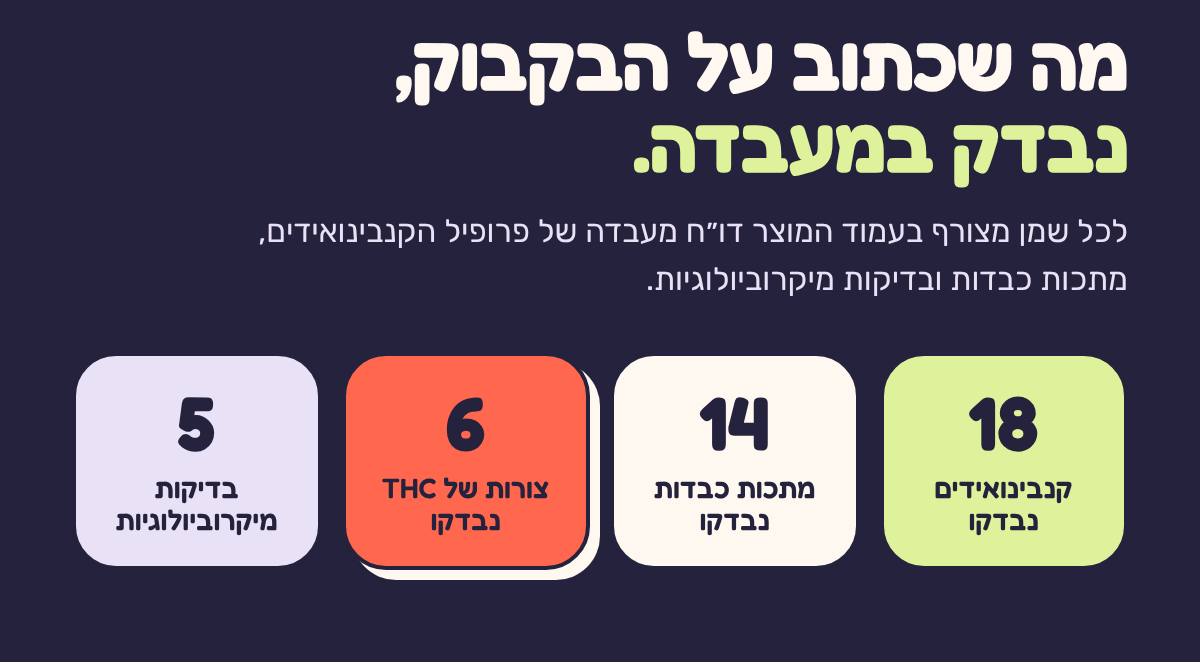 מה שכתוב על הבקבוק,
נבדק במעבדה.
לכל שמן מצורף בעמוד המוצר דו״ח מעבדה של פרופיל הקנבינואידים,
מתכות כבדות ובדיקות מיקרוביולוגיות.
18
קנבינואידים
נבדקו
14
מתכות כבדות
נבדקו
6
צורות של THC
נבדקו
5
בדיקות
מיקרוביולוגיות